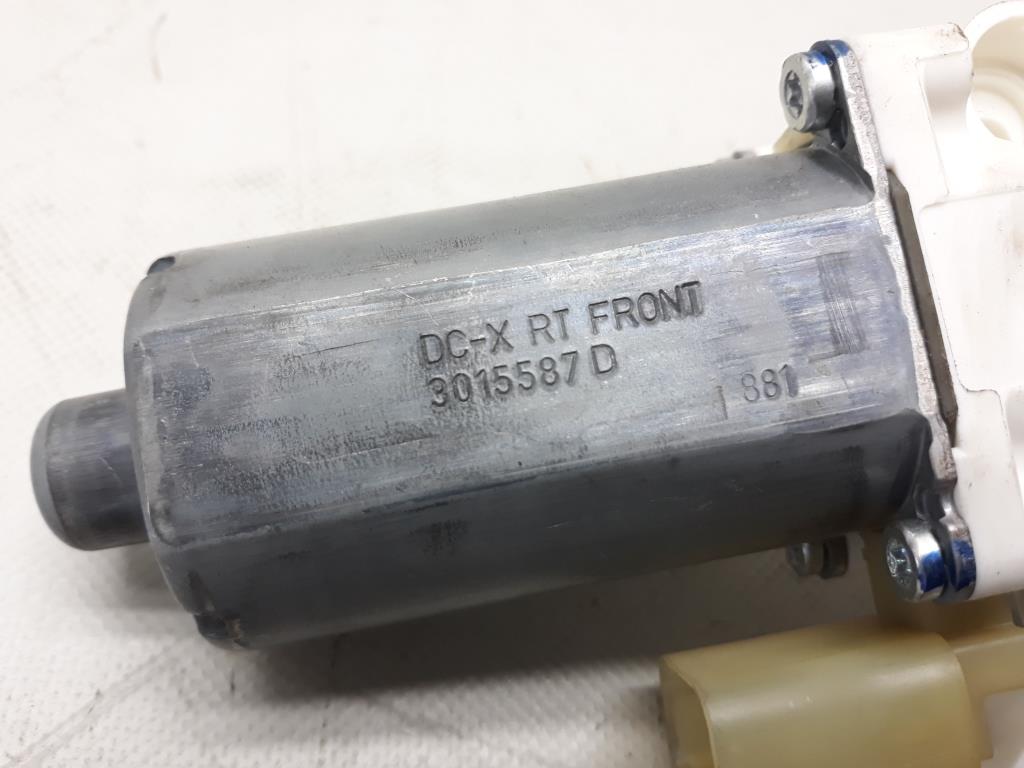 DC-X RT FRONT
3015587 D
881